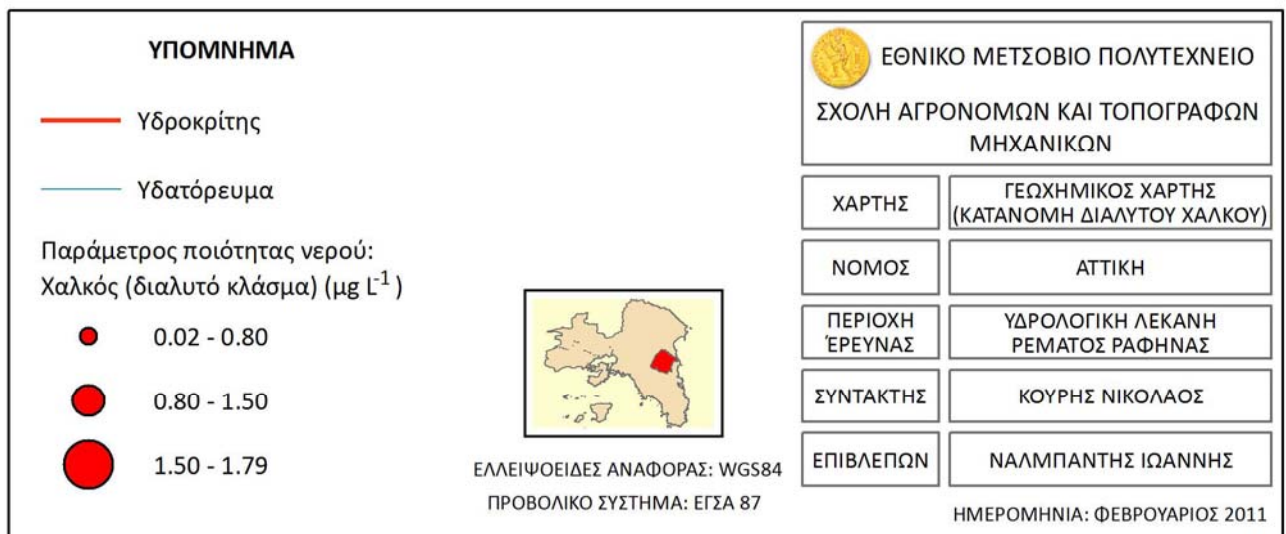 ΥΠΟΜΝΗΜΑ
Υδροκρίτης
Υδατόρευμα
Παράμετρος ποιότητας νερού:
Χαλκός (διαλυτό κλάσμα) (μg L⁻¹ )
0.02 - 0.80
0.80 - 1.50
1.50 - 1.79
ΕΛΛΕΙΨΟΕΙΔΕΣ ΑΝΑΦΟΡΑΣ: WGS84
ΠΡΟΒΟΛΙΚΟ ΣΥΣΤΗΜΑ: ΕΓΣΑ 87
ΕΘΝΙΚΟ ΜΕΤΣΟΒΙΟ ΠΟΛΥΤΕΧΝΕΙΟ
ΣΧΟΛΗ ΑΓΡΟΝΟΜΩΝ ΚΑΙ ΤΟΠΟΓΡΑΦΩΝ
ΜΗΧΑΝΙΚΩΝ
ΧΑΡΤΗΣ
ΓΕΩΧΗΜΙΚΟΣ ΧΑΡΤΗΣ
(ΚΑΤΑΝΟΜΗ ΔΙΑΛΥΤΟΥ ΧΑΛΚΟΥ)
ΝΟΜΟΣ
ΑΤΤΙΚΗ
ΠΕΡΙΟΧΗ
ΈΡΕΥΝΑΣ
ΥΔΡΟΛΟΓΙΚΗ ΛΕΚΑΝΗ
ΡΕΜΑΤΟΣ ΡΑΦΗΝΑΣ
ΣΥΝΤΑΚΤΗΣ
ΚΟΥΡΗΣ ΝΙΚΟΛΑΟΣ
ΕΠΙΒΛΕΠΩΝ
ΝΑΛΜΠΑΝΤΗΣ ΙΩΑΝΝΗΣ
ΗΜΕΡΟΜΗΝΙΑ: ΦΕΒΡΟΥΑΡΙΟΣ 2011